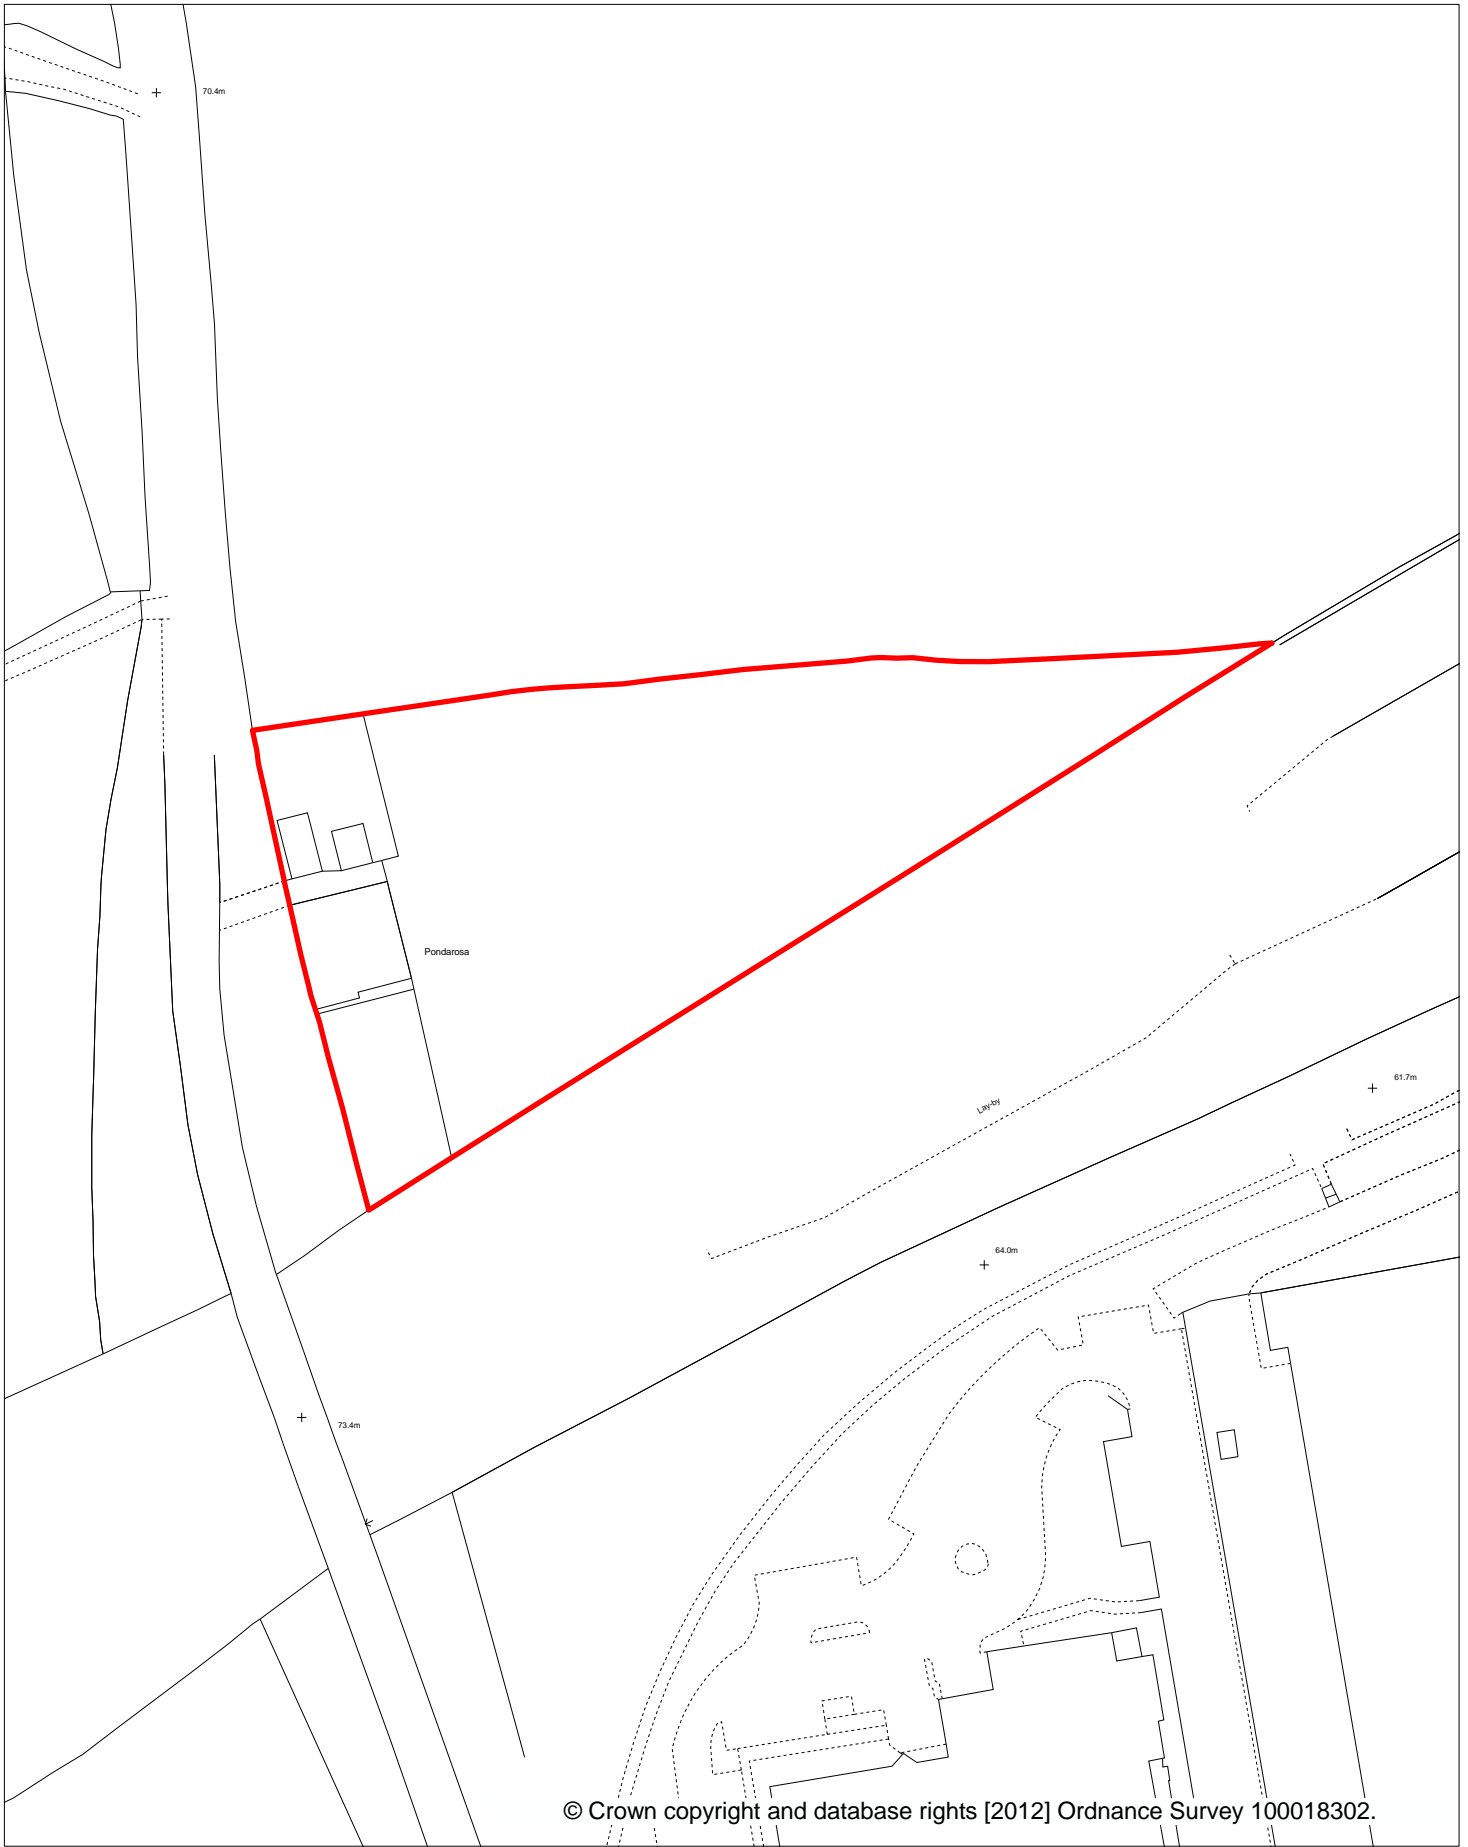 70.4m
Pondarosa
61.7m
Lay-by
64.0m
73.4m
© Crown copyright and database rights [2012] Ordnance Survey 100018302.